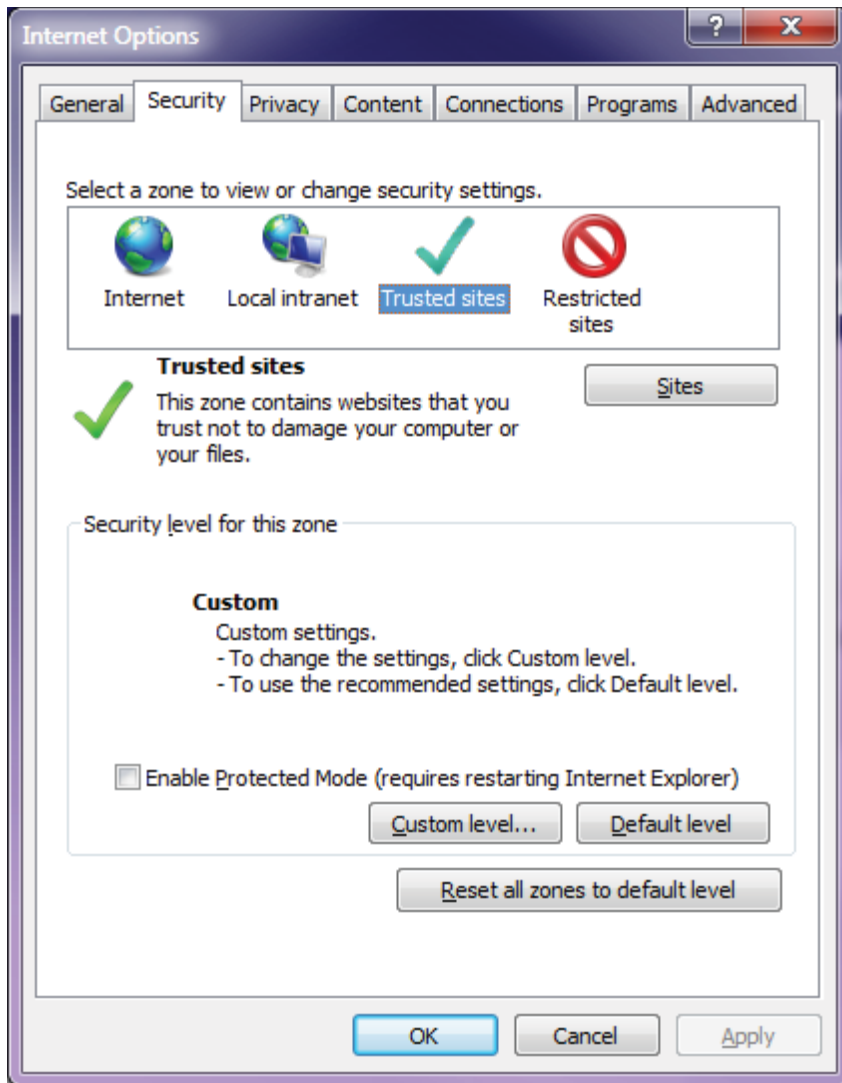 Internet Options
?
General Security Privacy Content Connections Programs Advanced
Select a zone to view or change security settings.
Internet Local intranet Trusted sites Restricted
sites
Trusted sites
Sites
This zone contains websites that you
trust not to damage your computer or
your files.
Security level for this zone
Custom
Custom settings.
- To change the settings, click Custom level.
- To use the recommended settings, click Default level.
Enable Protected Mode (requires restarting Internet Explorer)
Custom level... Default level
Reset all zones to default level
OK Cancel Apply